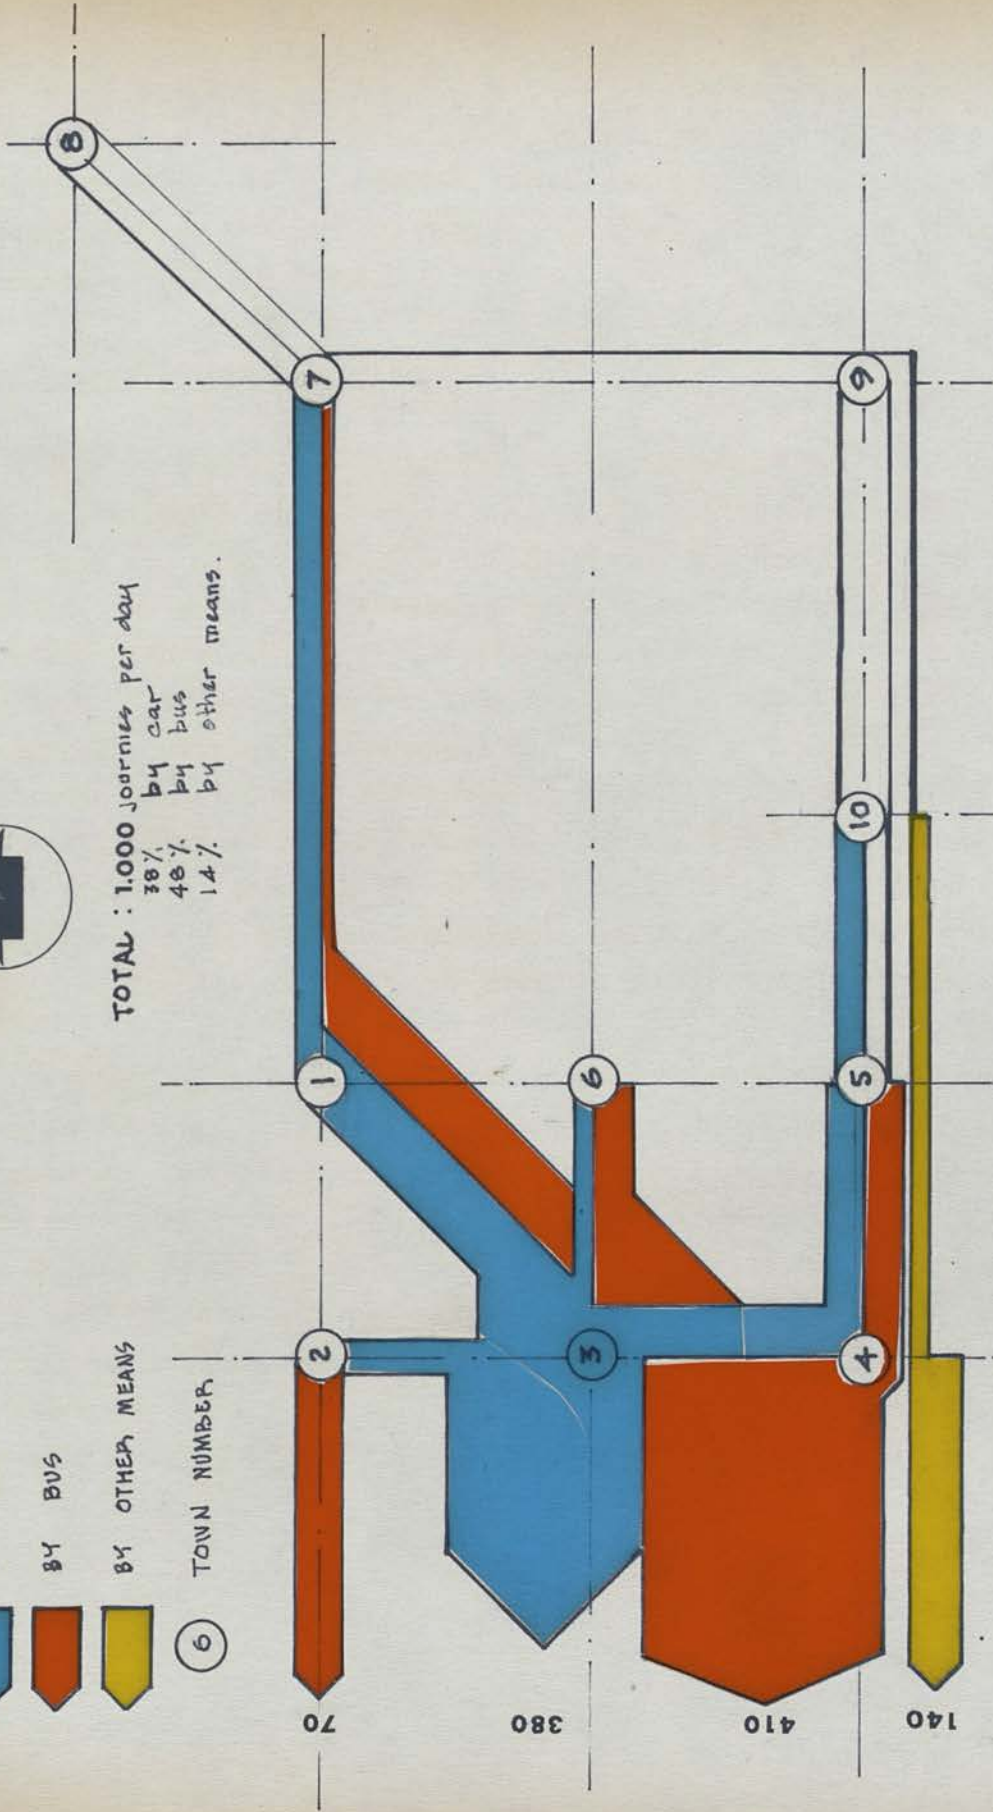 TOTAL : 1.000 journies per day
38% by car
48% by bus
14% by other means.
BY BUS
BY OTHER MEANS
6 TOWN NUMBER
8
7
9
10
1
6
5
2
3
4
70
380
410
140